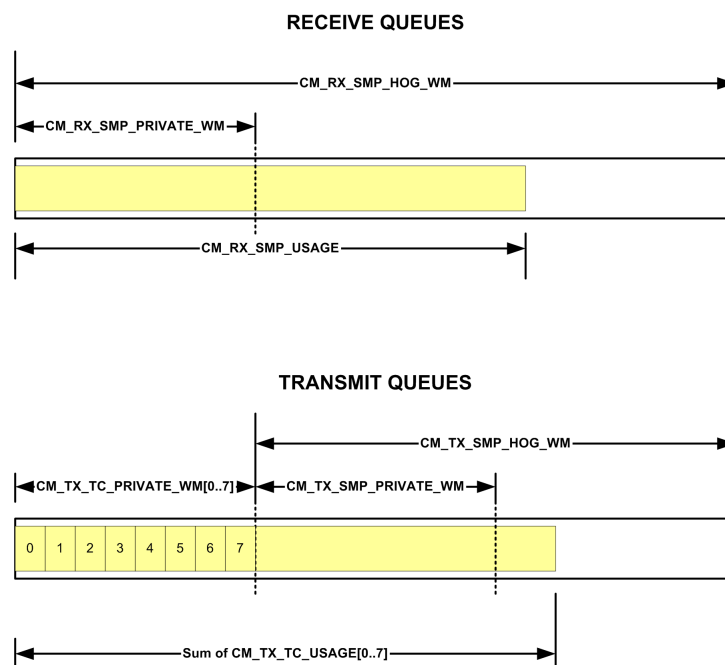 RECEIVE QUEUES
CM_RX_SMP_HOG_WM
CM_RX_SMP_PRIVATE_WM
CM_RX_SMP_USAGE
TRANSMIT QUEUES
CM_TX_SMP_HOG_WM
CM_TX_TC_PRIVATE_WM[0..7] CM_TX_SMP_PRIVATE_WM
0 1 2 3 4 5 6 7
Sum of CM_TX_TC_USAGE[0..7]